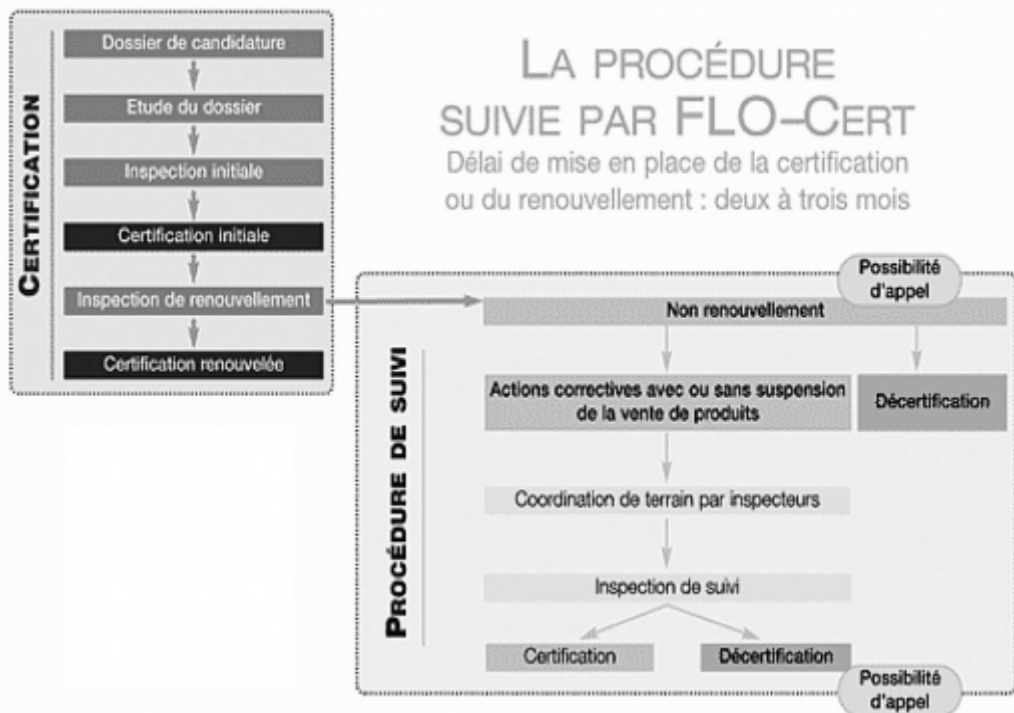 LA PROCÉDURE
SUIVIE PAR FLO–CERT
Délai de mise en place de la certification
ou du renouvellement : deux à trois mois
CERTIFICATION
Dossier de candidature
Etude du dossier
Inspection initiale
Certification initiale
Inspection de renouvellement
Certification renouvelée
PROCÉDURE DE SUIVI
Possibilité
d'appel
Non renouvellement
Actions correctives avec ou sans suspension
de la vente de produits
Décertification
Coordination de terrain par inspecteurs
Inspection de suivi
Certification
Décertification
Possibilité
d'appel